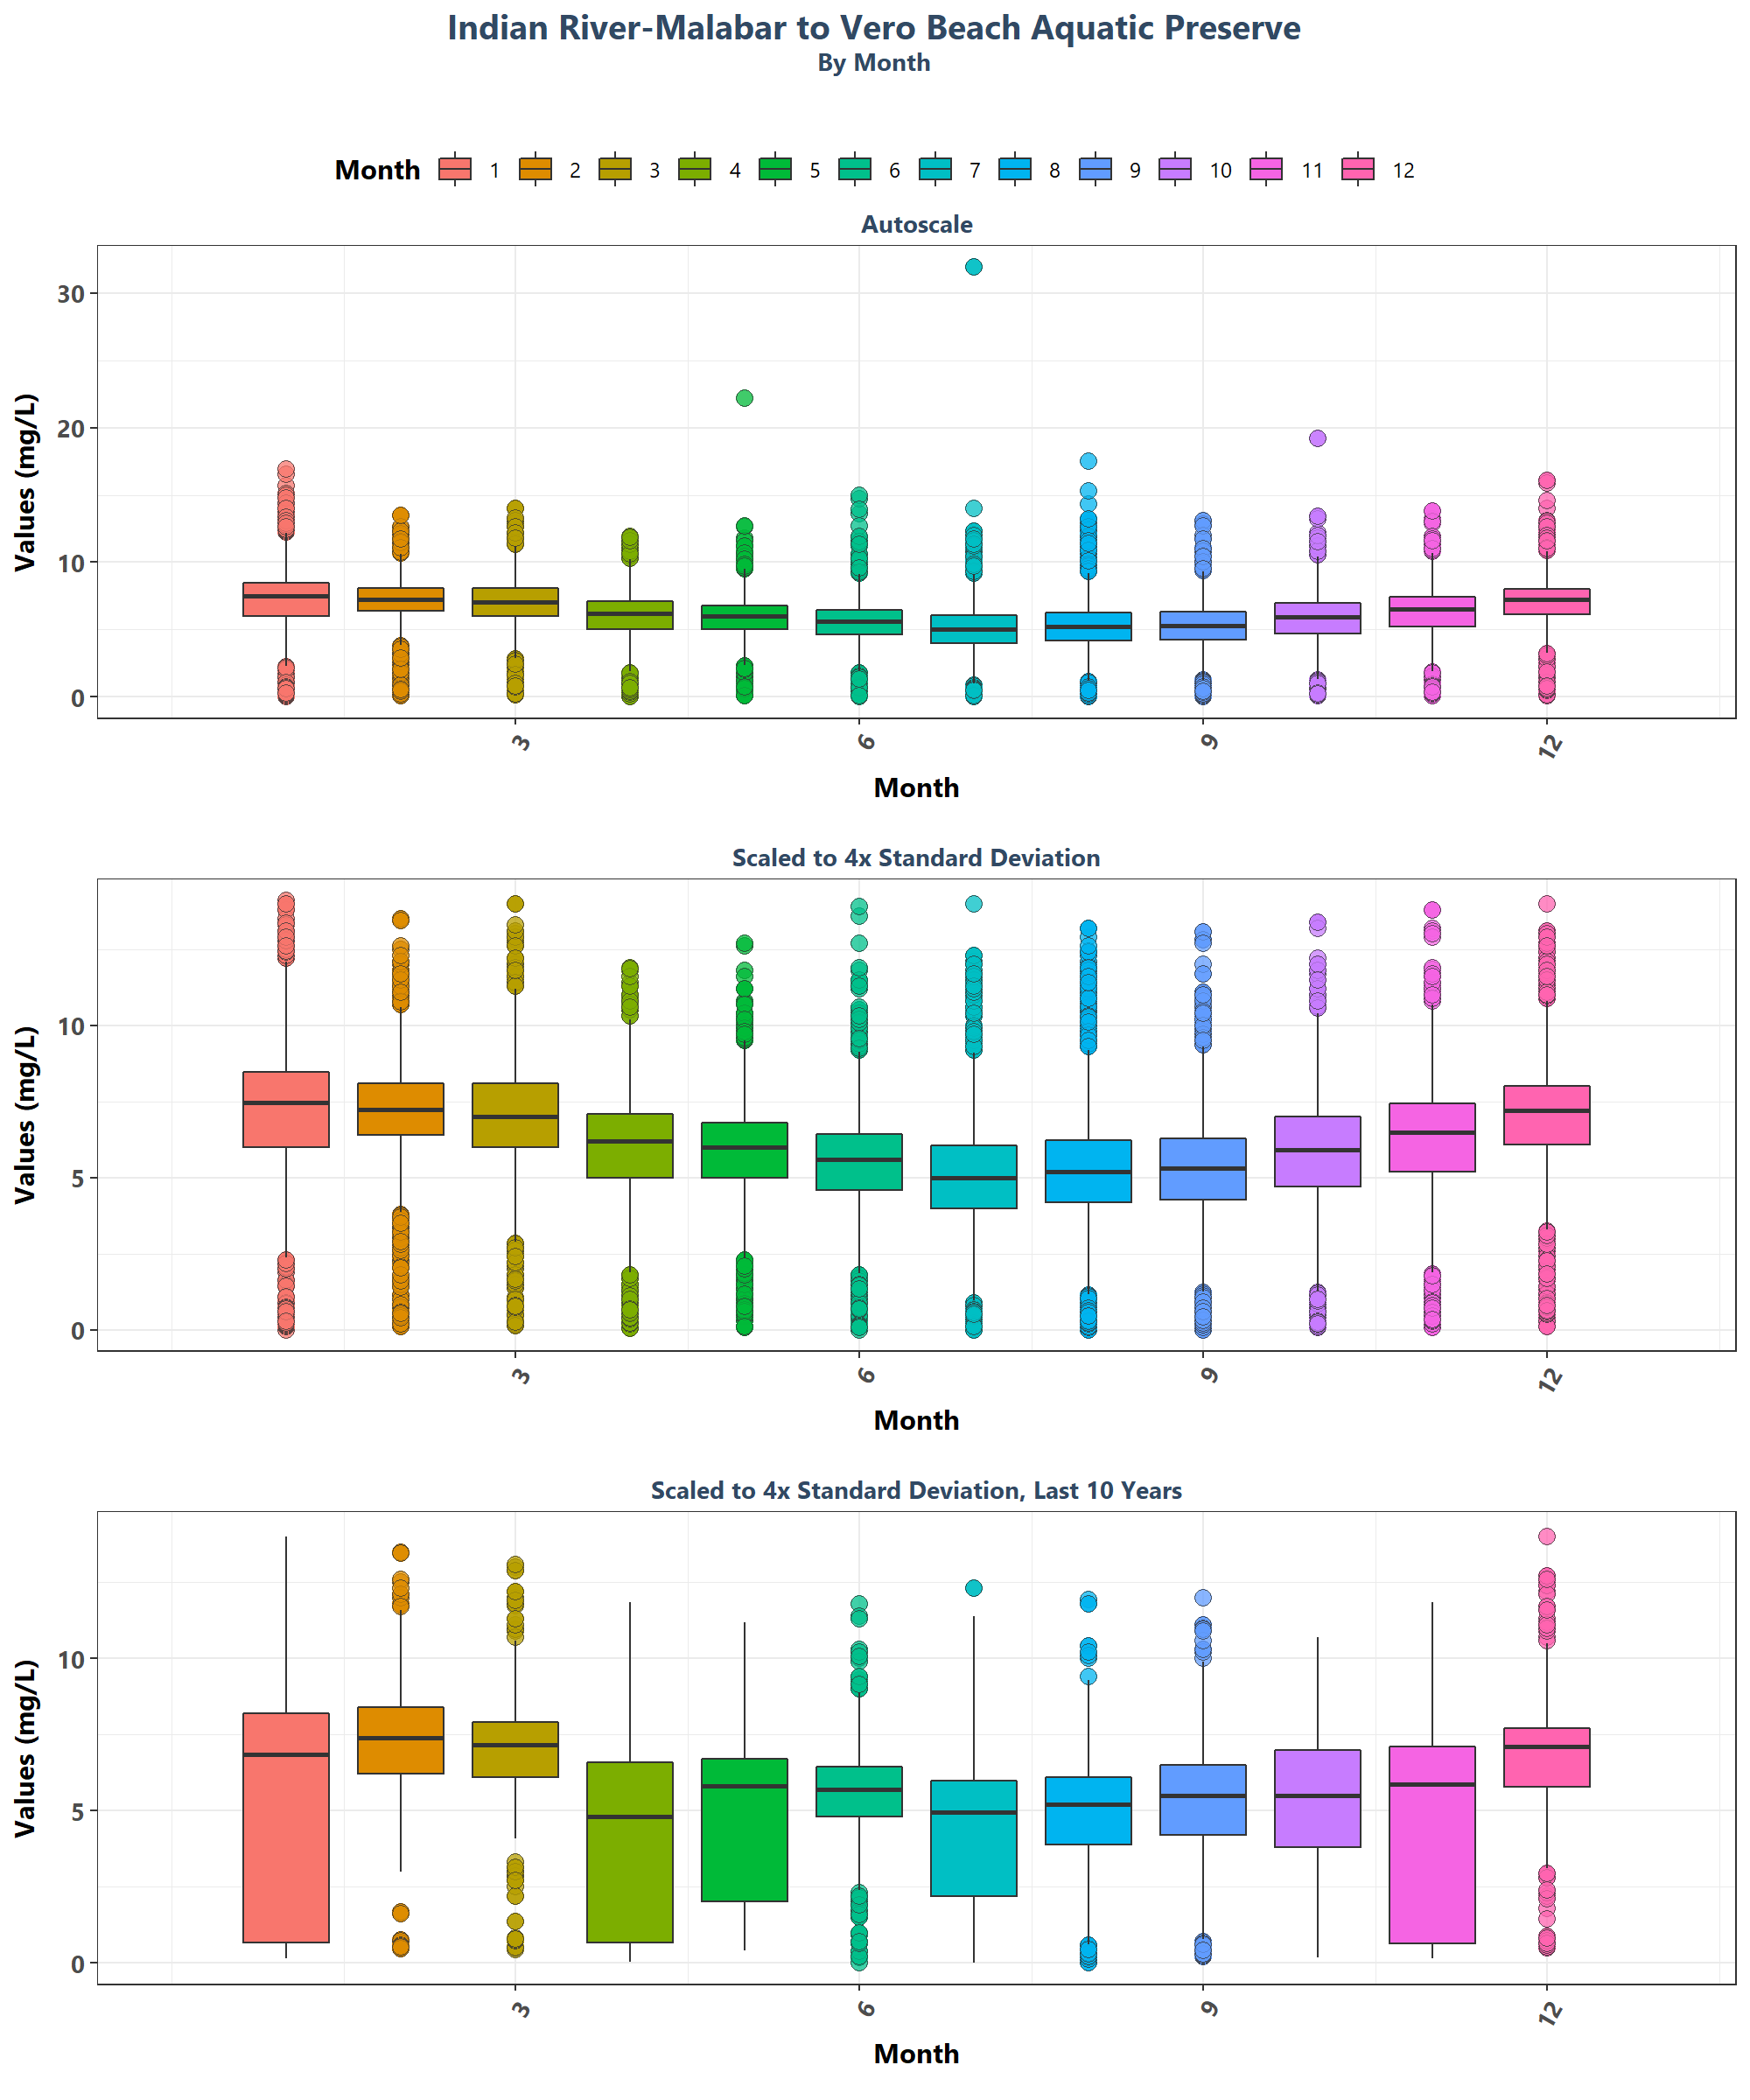 Indian River-Malabar to Vero Beach Aquatic Preserve
By Month
Month 1 2 3 4 5 6 7 8 9 10 11 12
Autoscale
Values (mg/L)
30
20
10
0
3 6 9 12
Month
Scaled to 4x Standard Deviation
Values (mg/L)
10
5
0
3 6 9 12
Month
Scaled to 4x Standard Deviation, Last 10 Years
Values (mg/L)
10
5
0
3 6 9 12
Month